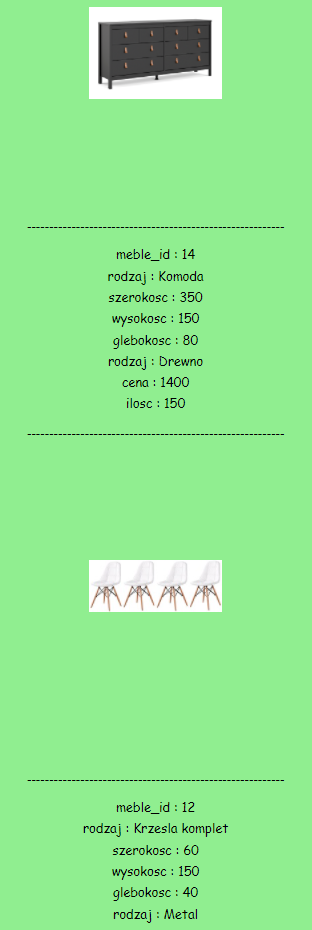 ------------------------------------------------------------
meble_id : 14
rodzaj : Komoda
szerokosc : 350
wysokosc : 150
glebokosc : 80
rodzaj : Drewno
cena : 1400
ilosc : 150
------------------------------------------------------------
------------------------------------------------------------
meble_id : 12
rodzaj : Krzesla komplet
szerokosc : 60
wysokosc : 150
glebokosc : 40
rodzaj : Metal